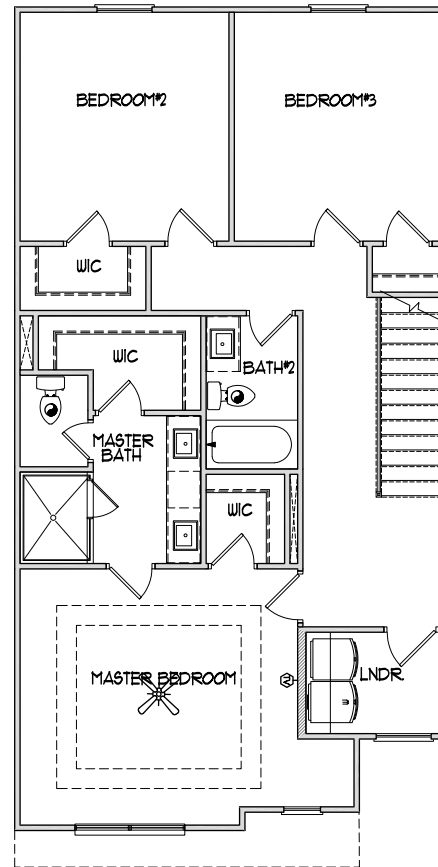 BEDROOM#2
BEDROOM#3
WIC
WIC
BATH#2
MASTER
BATH
WIC
MASTER BEDROOM
LNDR.